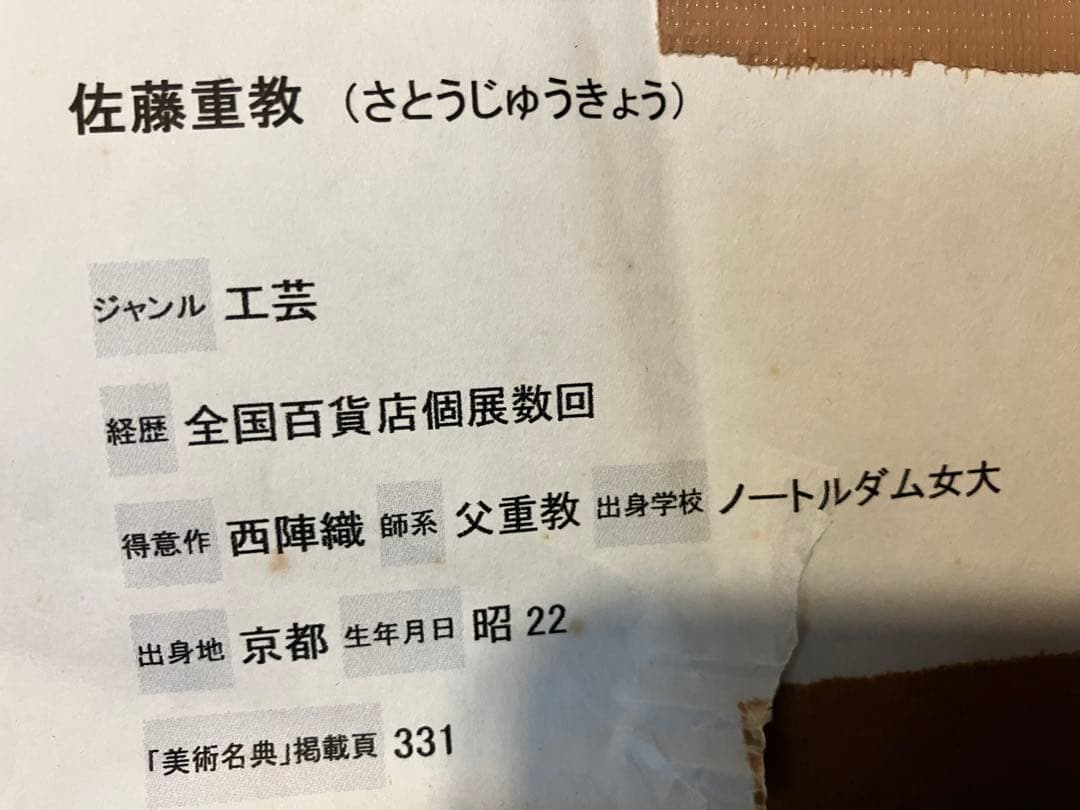 佐藤重教 （さとうじゅうきょう）
ジャンル 工芸
経歴 全国百貨店個展数回
得意作 西陣織 師系 父重教 出身学校 ノートルダム女大
出身地 京都 生年月日 昭22
「美術名典」掲載頁 331